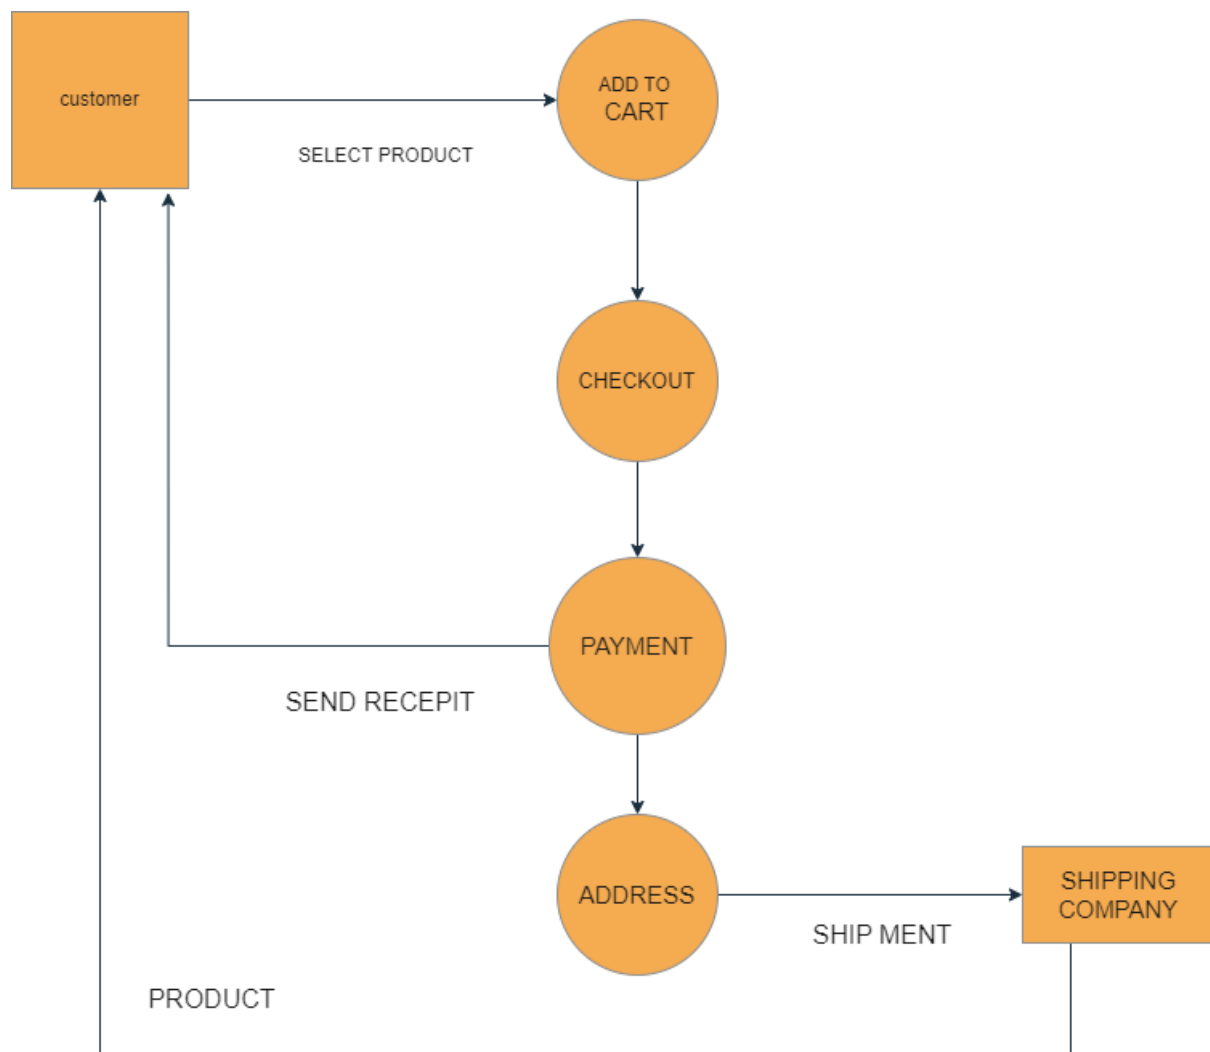 customer
ADD TO
CART
SELECT PRODUCT
CHECKOUT
PAYMENT
SEND RECEPIT
ADDRESS
SHIPPING
COMPANY
SHIP MENT
PRODUCT